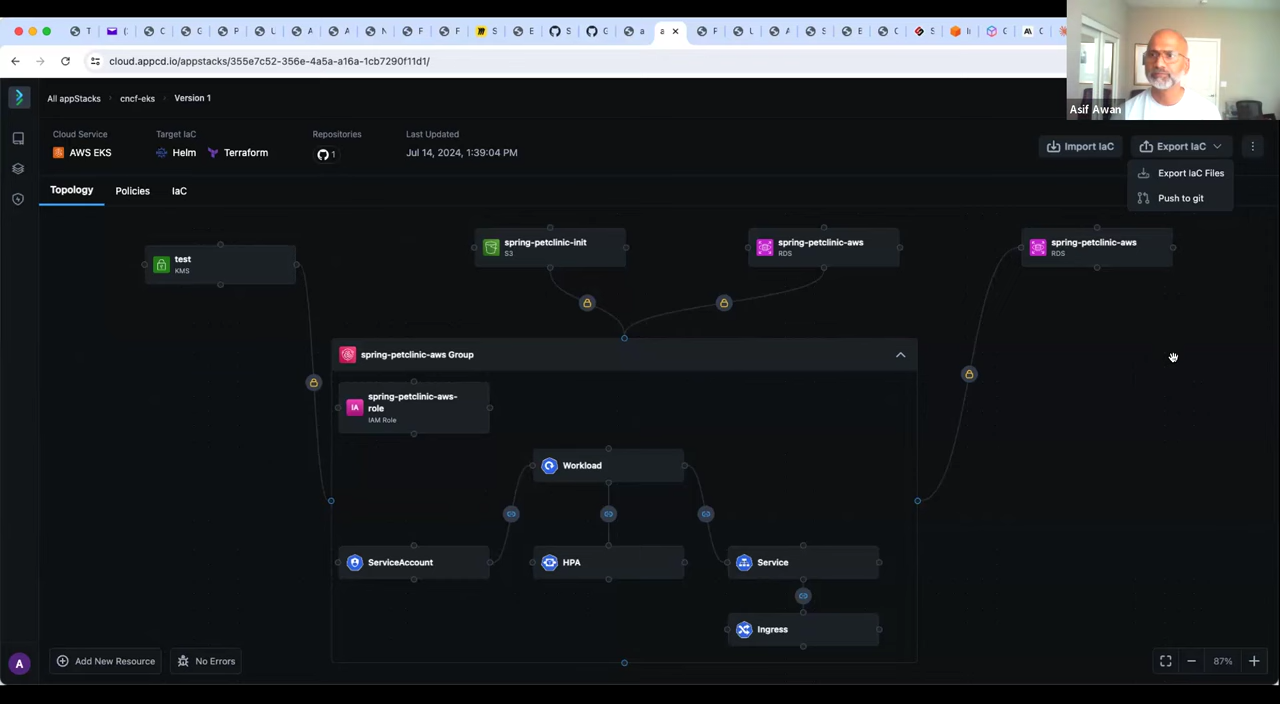 cloud.appcd.io/appstacks/355e7c52-356e-4a5a-a16a-1cb7290f11d1/
Asif Awan
All appStacks
cncf-eks
Version 1
Cloud Service
Target IaC
Repositories
Last Updated
AWS EKS
Helm
Terraform
1
Jul 14, 2024, 1:39:04 PM
Import IaC
Export IaC
Export IaC Files
Push to git
Topology
Policies
IaC
test
KMS
spring-petclinic-init
S3
spring-petclinic-aws
RDS
spring-petclinic-aws
RDS
spring-petclinic-aws Group
IA
spring-petclinic-aws-
role
IAM Role
Workload
ServiceAccount
HPA
Service
Ingress
A
Add New Resource
No Errors
87%